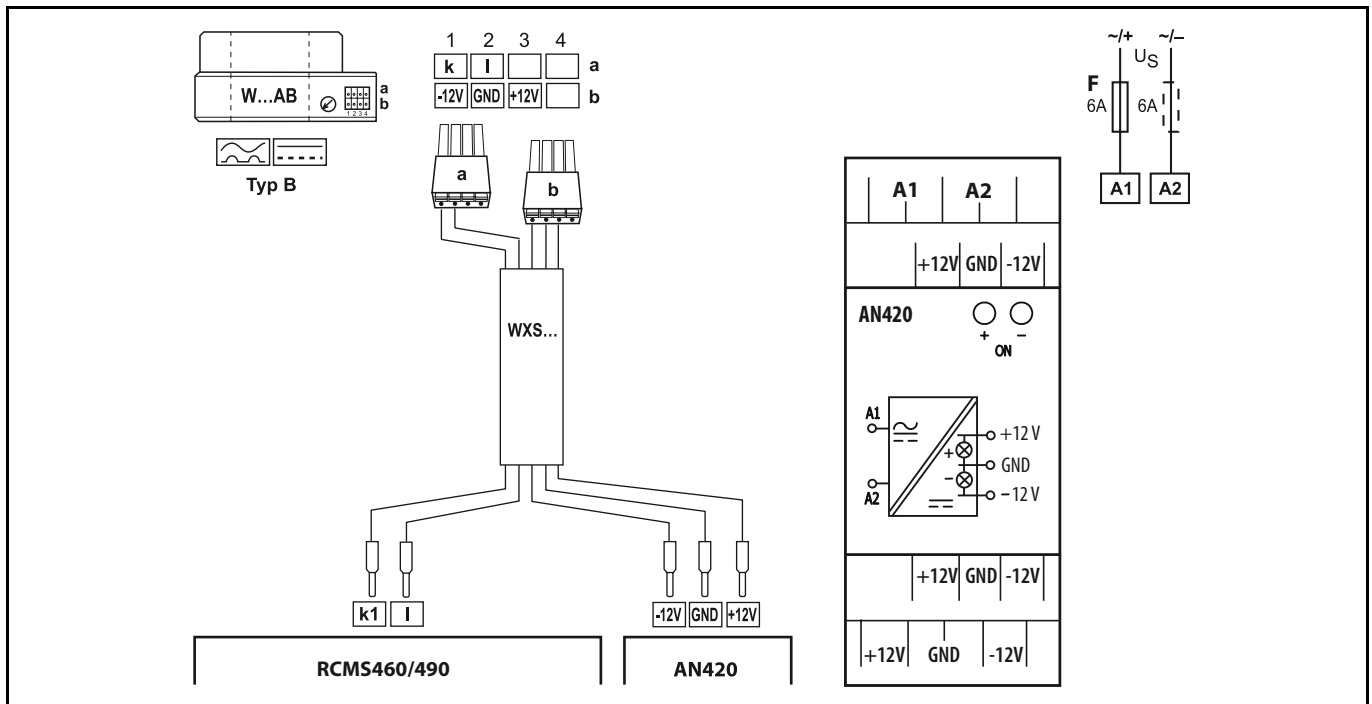 W...AB
a
b
1 2 3 4
Typ B
1 2 3 4
k l a
-12V GND +12V b
a
b
WXS...
k1 l
-12V GND +12V
RCMS460/490
AN420
A1 A2
+12V GND -12V
AN420
+ -
ON
A1
A2
+
-
+12 V
GND
-12 V
+12V GND -12V
+12V GND -12V
~/+ ~/–
US
F
6A 6A
A1 A2